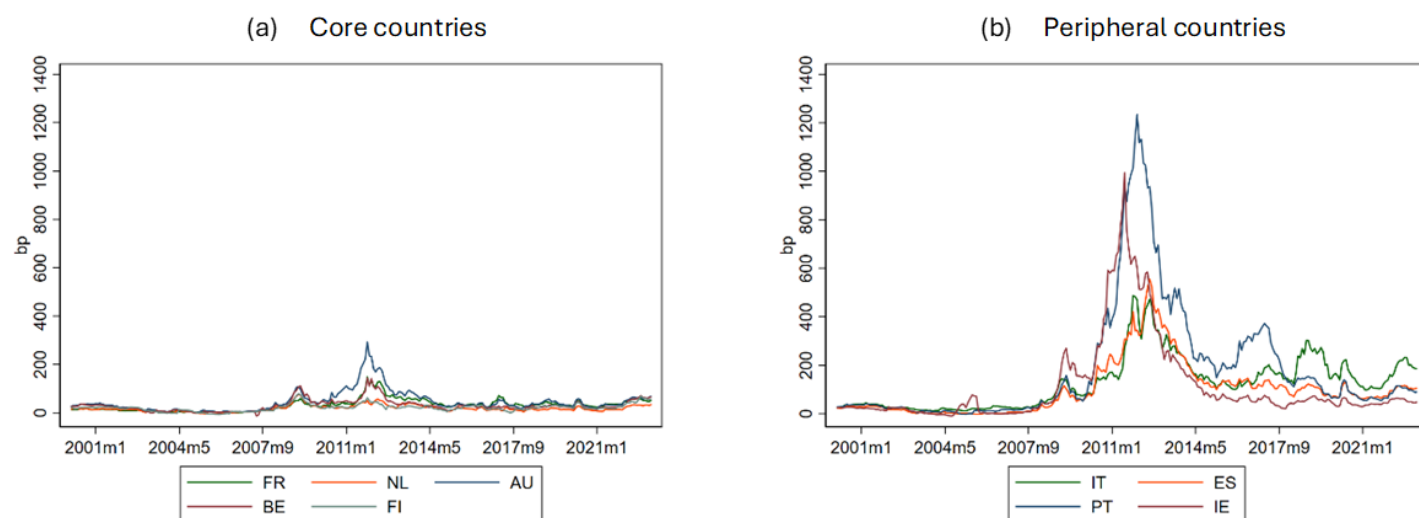 (a) Core countries
bp
0 200 400 600 800 1000 1200 1400
2001m1 2004m5 2007m9 2011m1 2014m5 2017m9 2021m1
FR NL AU
BE FI
(b) Peripheral countries
bp
0 200 400 600 800 1000 1200 1400
2001m1 2004m5 2007m9 2011m1 2014m5 2017m9 2021m1
IT ES
PT IE